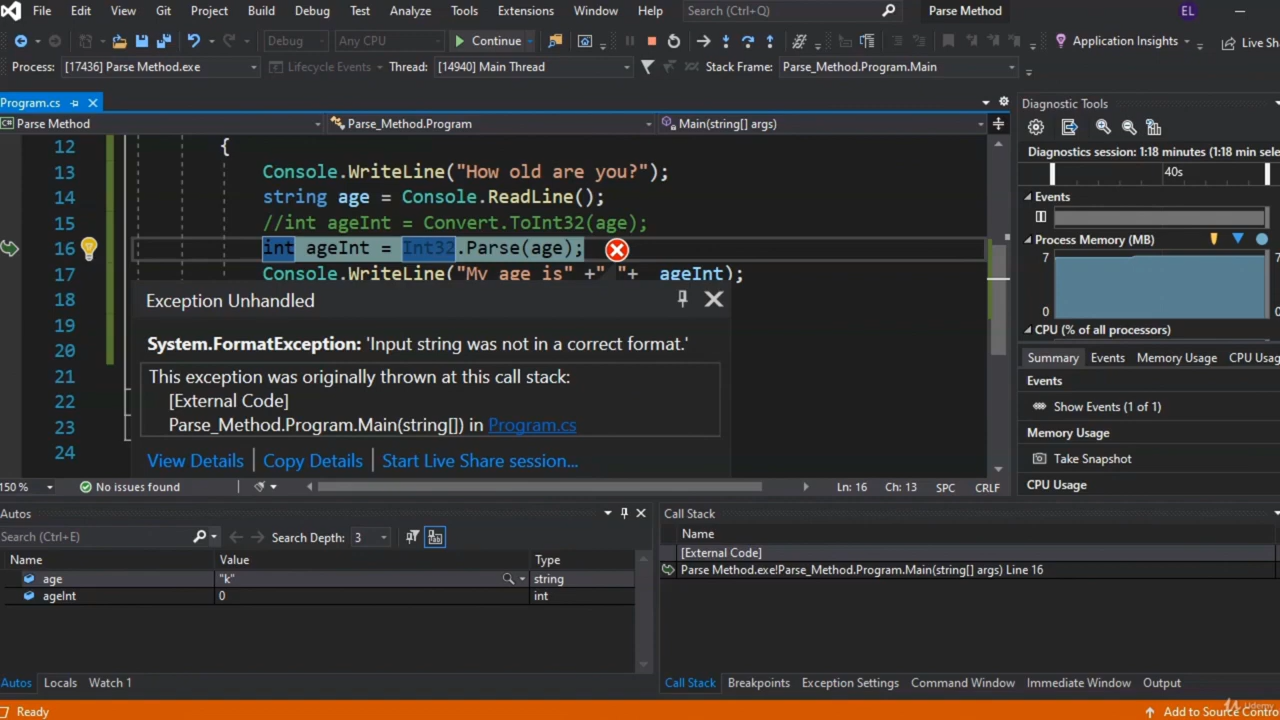 File Edit View Git Project Build Debug Test Analyze Tools Extensions Window Help Search (Ctrl+Q) Parse Method EL
Debug Any CPU Continue Application Insights Live Sh
Process: [17436] Parse Method.exe Lifecycle Events Thread: [14940] Main Thread Stack Frame: Parse_Method.Program.Main
Program.cs
Parse Method Parse_Method.Program Main(string[] args)
12 {
13 Console.WriteLine("How old are you?");
14 string age = Console.ReadLine();
15 //int ageInt = Convert.ToInt32(age);
16 int ageInt = Int32.Parse(age);
17 Console.WriteLine("My age is" +" "+ ageInt);
18
19
20
21
22
23
24
Exception Unhandled
System.FormatException: 'Input string was not in a correct format.'
This exception was originally thrown at this call stack:
[External Code]
Parse_Method.Program.Main(string[]) in Program.cs
View Details Copy Details Start Live Share session...
150 % No issues found Ln: 16 Ch: 13 SPC CRLF
Diagnostic Tools
Diagnostics session: 1:18 minutes (1:18 min sele
40s
Events
Process Memory (MB)
7 7
0 0
CPU (% of all processors)
Summary Events Memory Usage CPU Usag
Events
Show Events (1 of 1)
Memory Usage
Take Snapshot
CPU Usage
Autos
Search (Ctrl+E) Search Depth: 3
Name Value Type
age "k" string
ageInt 0 int
Autos Locals Watch 1
Call Stack
Name
[External Code]
Parse Method.exe!Parse_Method.Program.Main(string[] args) Line 16
Call Stack Breakpoints Exception Settings Command Window Immediate Window Output
Ready Add to Source Contro
Udemy